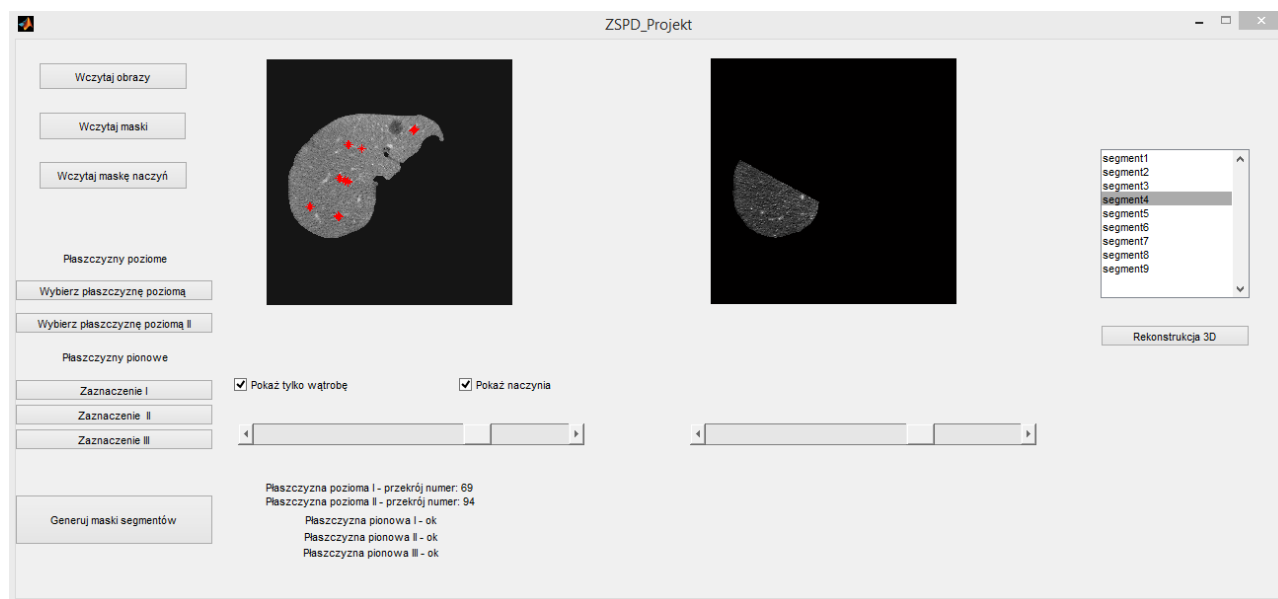 ZSPD_Projekt
Wczytaj obrazy
Wczytaj maski
Wczytaj maskę naczyń
Płaszczyzny poziome
Wybierz płaszczyznę poziomą
Wybierz płaszczyznę poziomą II
Płaszczyzny pionowe
Zaznaczenie I
Zaznaczenie II
Zaznaczenie III
Generuj maski segmentów
Pokaż tylko wątrobę
Pokaż naczynia
Płaszczyzna pozioma I - przekrój numer: 69
Płaszczyzna pozioma II - przekrój numer: 94
Płaszczyzna pionowa I - ok
Płaszczyzna pionowa II - ok
Płaszczyzna pionowa III - ok
segment1
segment2
segment3
segment4
segment5
segment6
segment7
segment8
segment9
Rekonstrukcja 3D